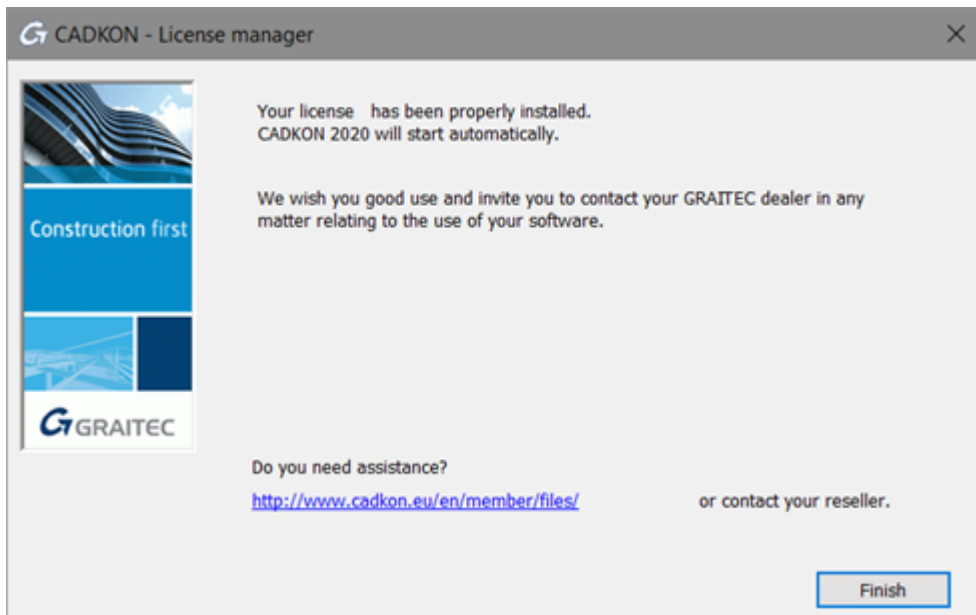 CADKON - License manager
Your license has been properly installed.
CADKON 2020 will start automatically.
We wish you good use and invite you to contact your GRAITEC dealer in any
matter relating to the use of your software.
Construction first
GRAITEC
Do you need assistance?
http://www.cadkon.eu/en/member/files/ or contact your reseller.
Finish